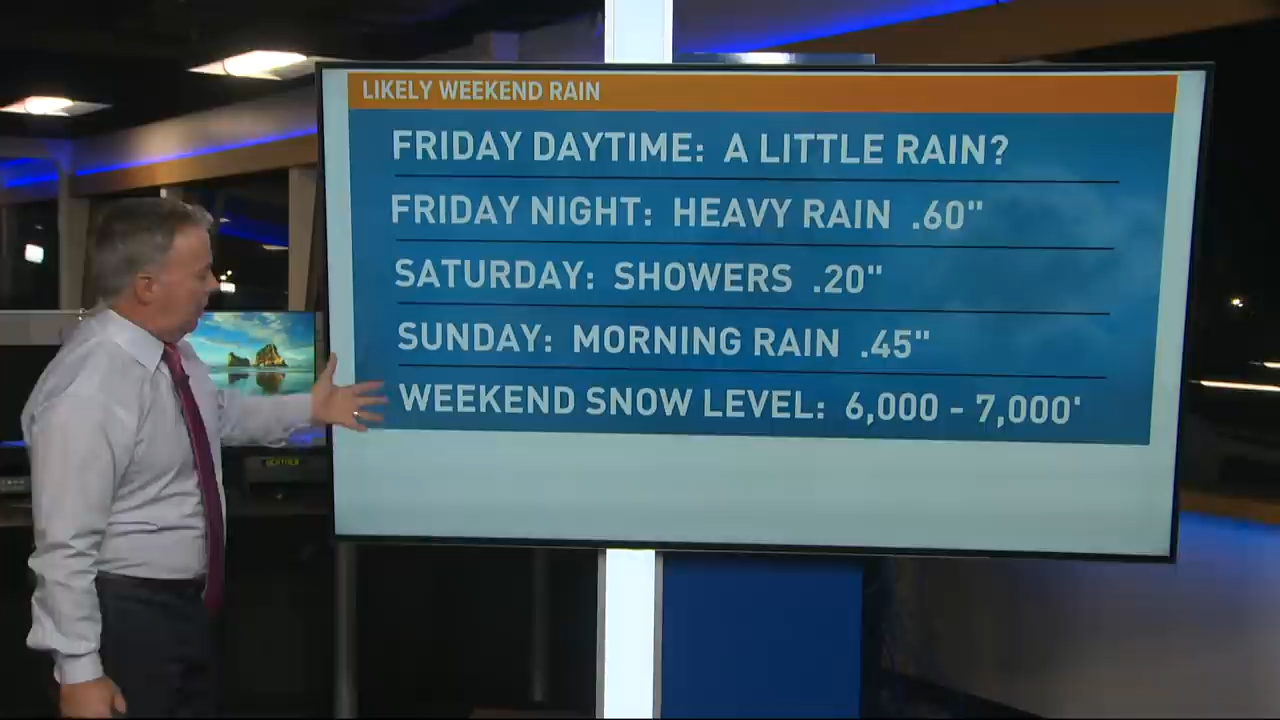 LIKELY WEEKEND RAIN
FRIDAY DAYTIME: A LITTLE RAIN?
FRIDAY NIGHT: HEAVY RAIN .60"
SATURDAY: SHOWERS .20"
SUNDAY: MORNING RAIN .45"
WEEKEND SNOW LEVEL: 6,000 - 7,000'